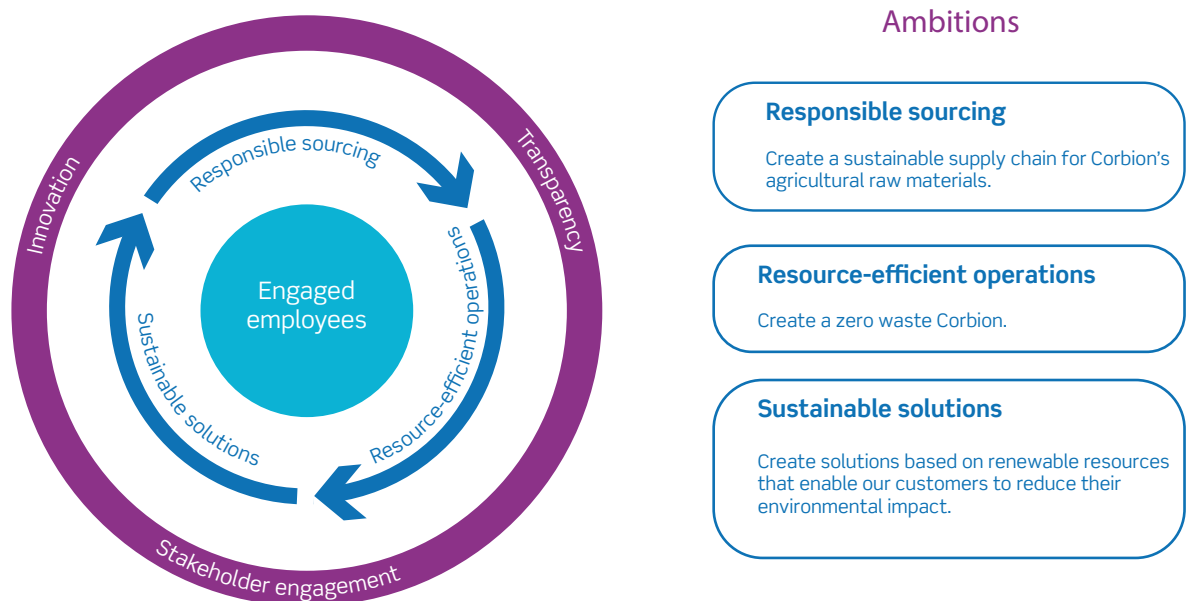 Innovation
Transparency
Stakeholder engagement
Responsible sourcing
Resource-efficient operations
Sustainable solutions
Engaged
employees
Ambitions
Responsible sourcing
Create a sustainable supply chain for Corbion’s
agricultural raw materials.
Resource-efficient operations
Create a zero waste Corbion.
Sustainable solutions
Create solutions based on renewable resources
that enable our customers to reduce their
environmental impact.